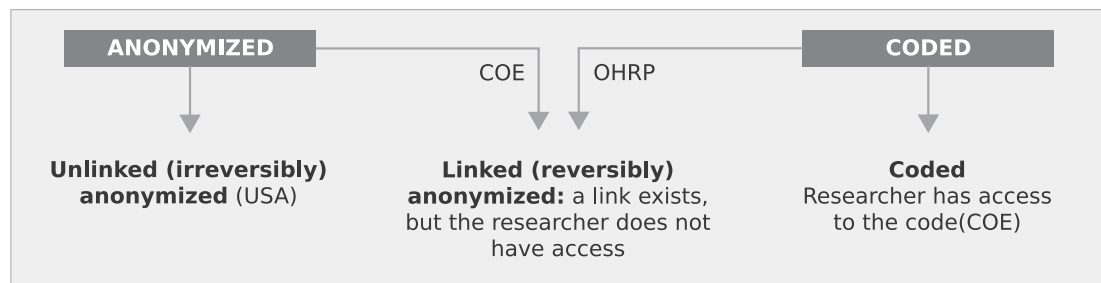 ANONYMIZED
CODED
COE
OHRP
Unlinked (irreversibly)
anonymized (USA)
Linked (reversibly)
anonymized: a link exists,
but the researcher does not
have access
Coded
Researcher has access
to the code(COE)